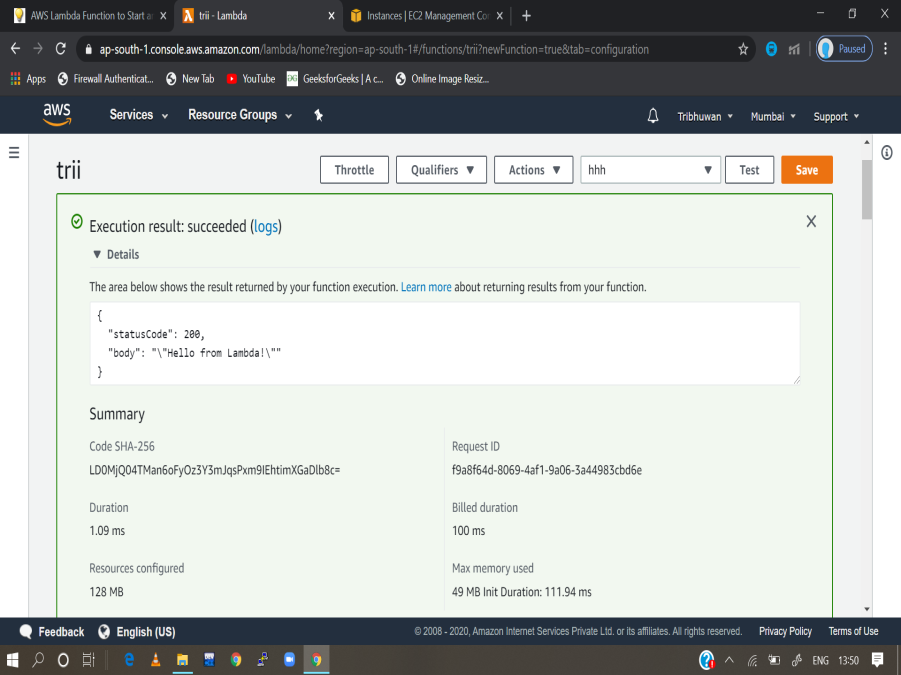 AWS Lambda Function to Start a
trii - Lambda
Instances | EC2 Management Co
ap-south-1.console.aws.amazon.com/lambda/home?region=ap-south-1#/functions/trii?newFunction=true&tab=configuration
Paused
Apps Firewall Authenticat... New Tab YouTube GeeksforGeeks | A c... Online Image Resiz...
aws Services Resource Groups Tribhuwan Mumbai Support
trii Throttle Qualifiers Actions hhh Test Save
Execution result: succeeded (logs)
Details
The area below shows the result returned by your function execution. Learn more about returning results from your function.
{
"statusCode": 200,
"body": "\"Hello from Lambda!\""
}
Summary
Code SHA-256
LD0MjQ04TMan6oFyOz3Y3mJqsPxm9IEhtimXGaDlb8c=
Request ID
f9a8f64d-8069-4af1-9a06-3a44983cbd6e
Duration
1.09 ms
Billed duration
100 ms
Resources configured
128 MB
Max memory used
49 MB Init Duration: 111.94 ms
Feedback English (US) © 2008 - 2020, Amazon Internet Services Private Ltd. or its affiliates. All rights reserved. Privacy Policy Terms of Use
ENG 13:50